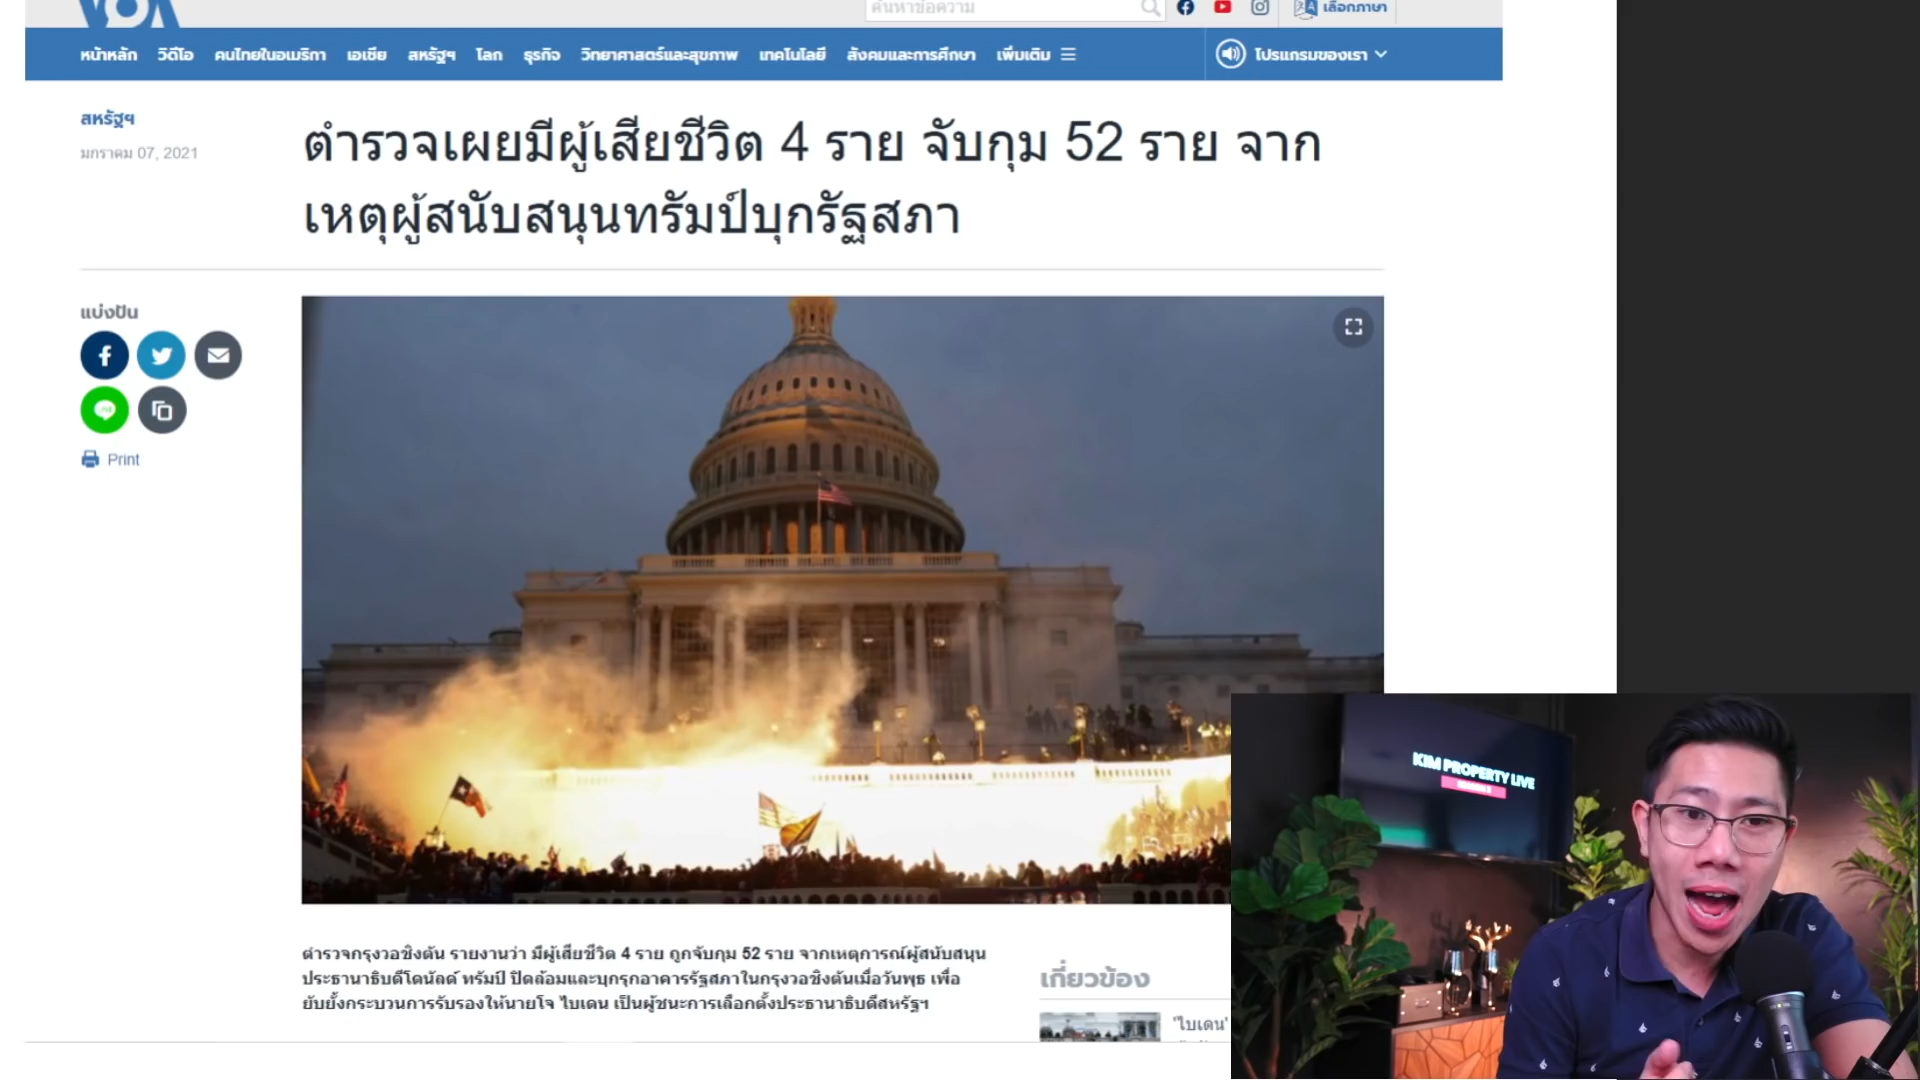 VOA
ค้นหาข้อความ
เลือกภาษา
หน้าหลัก วิดีโอ คนไทยในอเมริกา เอเชีย สหรัฐฯ โลก ธุรกิจ วิทยาศาสตร์และสุขภาพ เทคโนโลยี สังคมและการศึกษา เพิ่มเติม โปรแกรมของเรา
สหรัฐฯ
มกราคม 07, 2021
ตำรวจเผยมีผู้เสียชีวิต 4 ราย จับกุม 52 ราย จาก
เหตุผู้สนับสนุนทรัมป์บุกรัฐสภา
แบ่งปัน
Print
KIM PROPERTY LIVE
ตำรวจกรุงวอชิงตัน รายงานว่า มีผู้เสียชีวิต 4 ราย ถูกจับกุม 52 ราย จากเหตุการณ์ผู้สนับสนุน
ประธานาธิบดีโดนัลด์ ทรัมป์ ปิดล้อมและบุกรุกอาคารรัฐสภาในกรุงวอชิงตันเมื่อวันพุธ เพื่อ
ยับยั้งกระบวนการรับรองให้นายโจ ไบเดน เป็นผู้ชนะการเลือกตั้งประธานาธิบดีสหรัฐฯ
เกี่ยวข้อง
'ไบเดน'